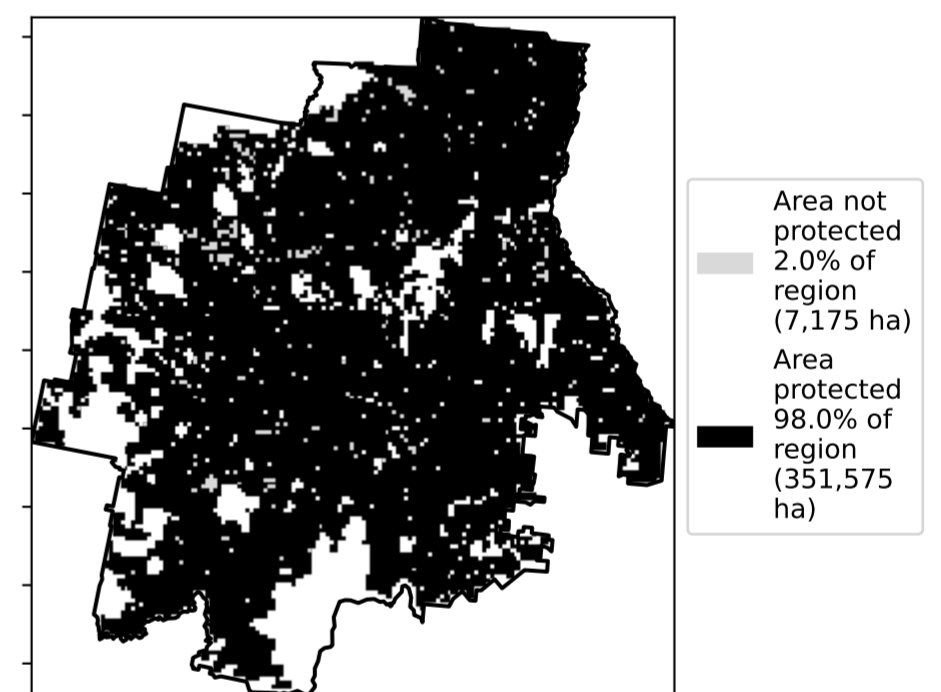 Area not
protected
2.0% of
region
(7,175 ha)
Area
protected
98.0% of
region
(351,575
ha)